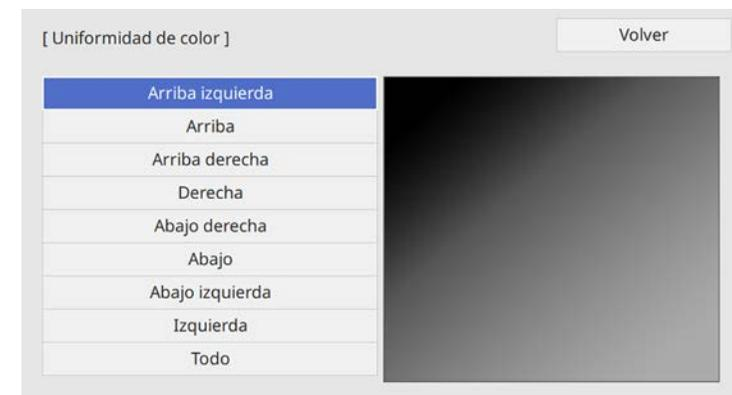 [ Uniformidad de color ]
Volver
Arriba izquierda
Arriba
Arriba derecha
Derecha
Abajo derecha
Abajo
Abajo izquierda
Izquierda
Todo